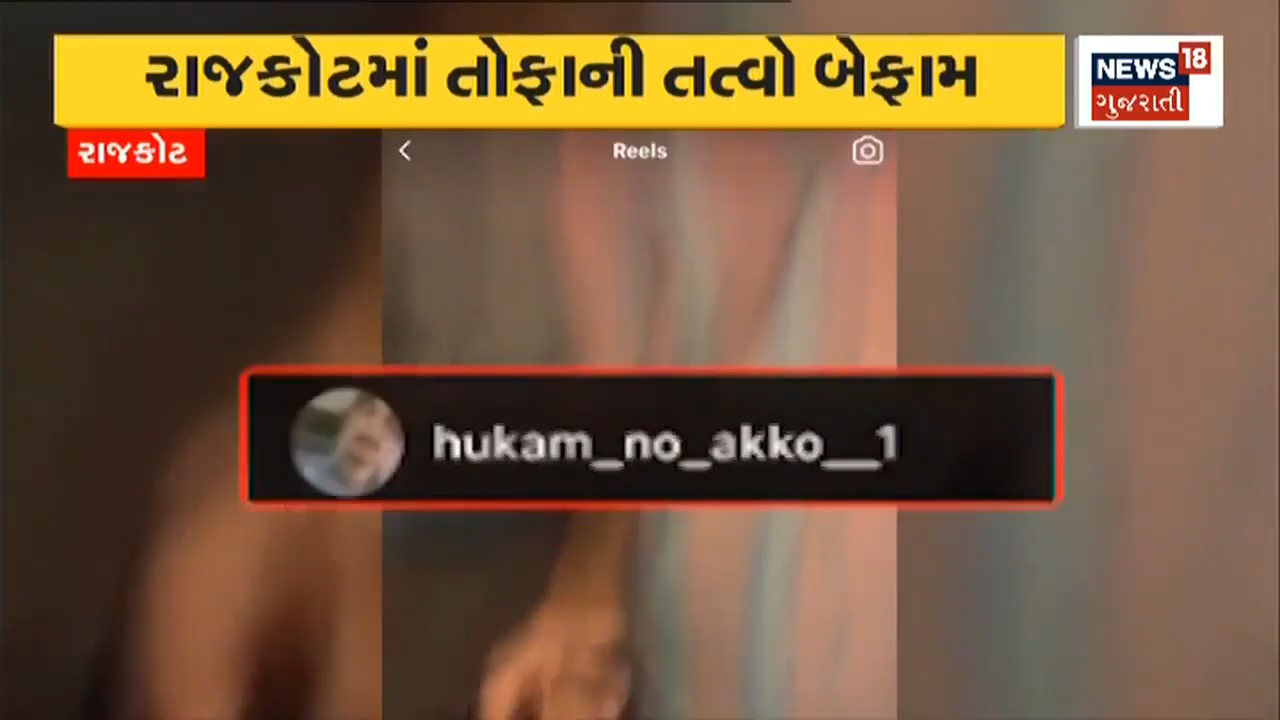 રાજકોટમાં તોફાની તત્વો બેફામ
NEWS18
ગુજરાતી
રાજકોટ
Reels
hukam_no_akko__1